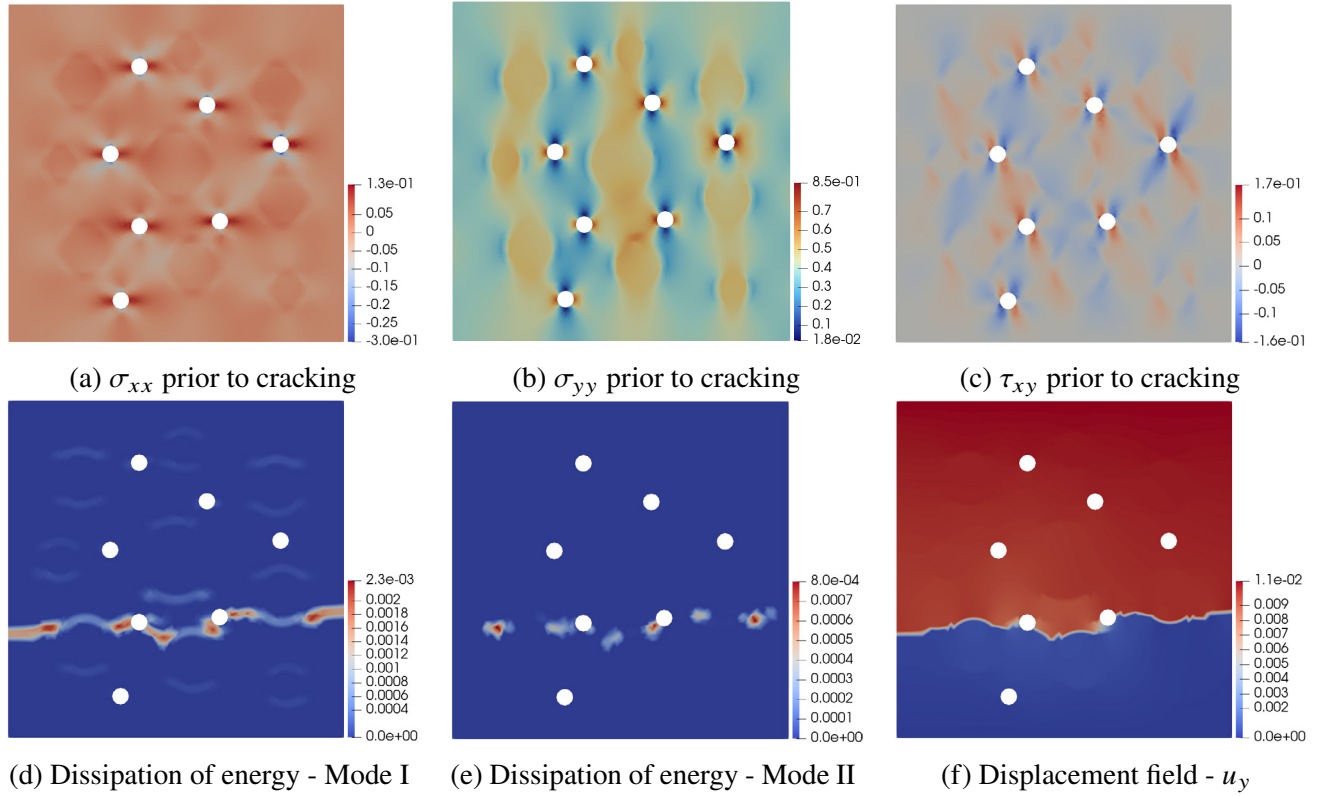 1.3e-01
0.05
0
-0.05
-0.1
-0.15
-0.25
-3.0e-01
8.5e-01
0.7
0.6
0.5
0.4
0.3
0.2
0.1
1.8e-02
1.7e-01
0.1
0.05
0
-0.05
-0.1
-1.6e-01
(a) σxx prior to cracking
(b) σyy prior to cracking
(c) τxy prior to cracking
2.3e-03
0.002
0.0018
0.0016
0.0014
0.0012
0.001
0.0008
0.0006
0.0004
0.0e+00
8.0e-04
0.0007
0.0006
0.0005
0.0004
0.0003
0.0002
0.0001
0.0e+00
1.1e-02
0.009
0.008
0.007
0.006
0.005
0.004
0.003
0.002
0.0e+00
(d) Dissipation of energy - Mode I
(e) Dissipation of energy - Mode II
(f) Displacement field - uy